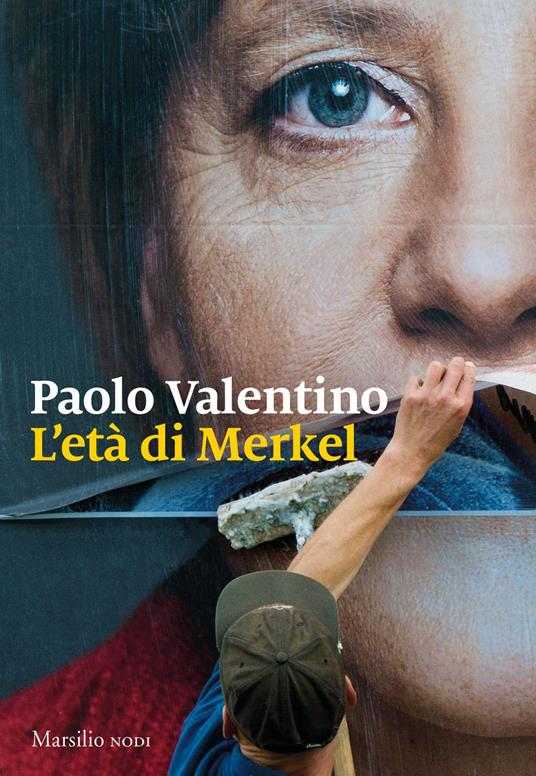 Paolo Valentino
L'età di Merkel
Marsilio NODI